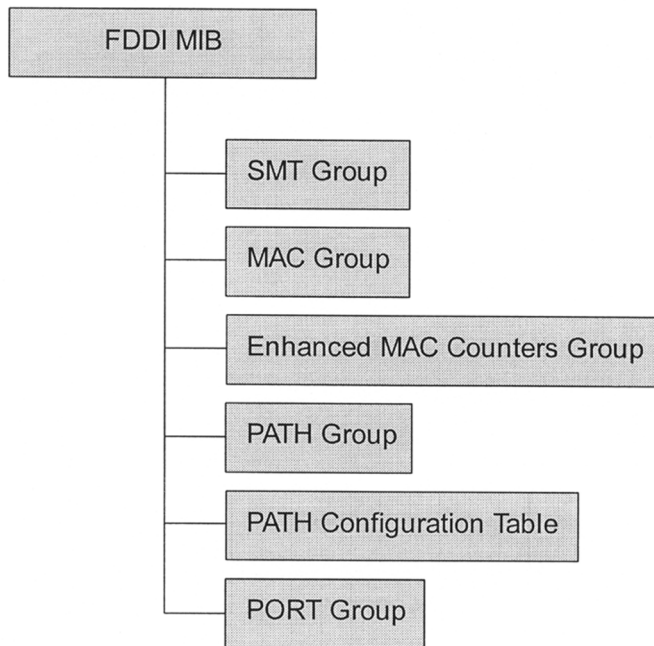 FDDI MIB
SMT Group
MAC Group
Enhanced MAC Counters Group
PATH Group
PATH Configuration Table
PORT Group